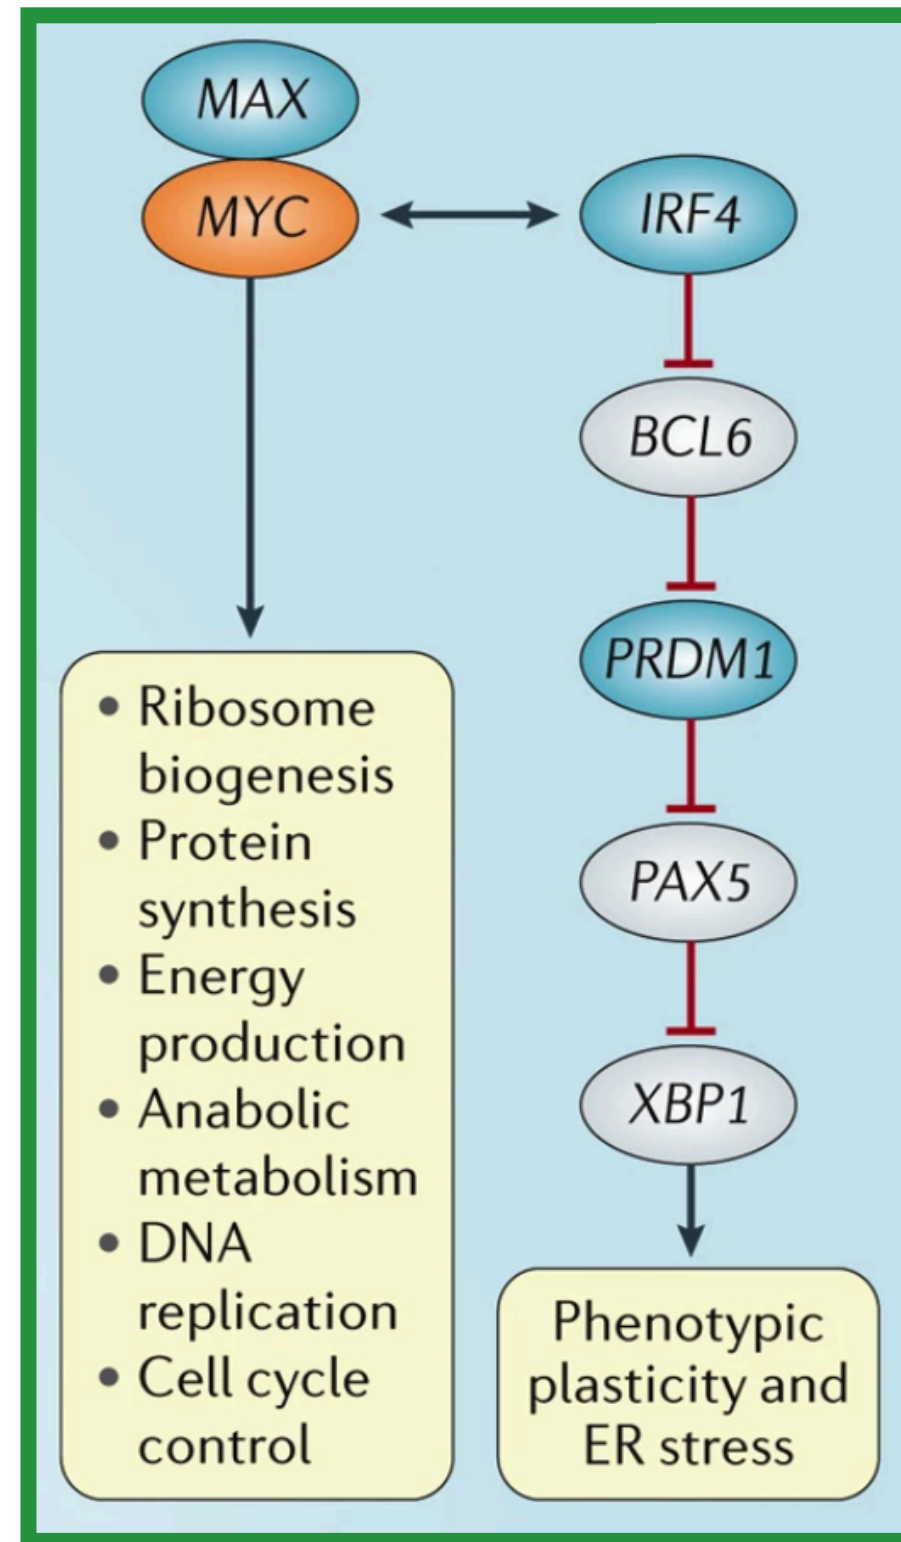 MAX
MYC
IRF4
BCL6
PRDM1
PAX5
XBP1
• Ribosome
biogenesis
• Protein
synthesis
• Energy
production
• Anabolic
metabolism
• DNA
replication
• Cell cycle
control
Phenotypic
plasticity and
ER stress